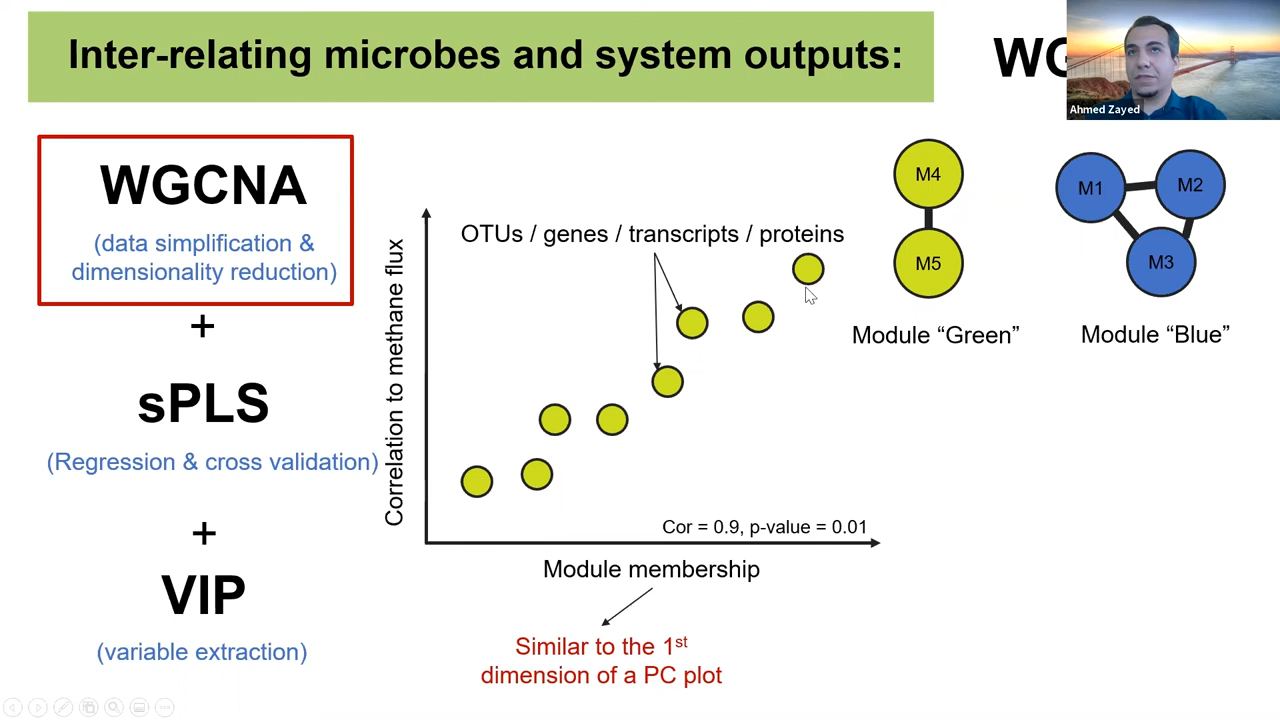 Inter-relating microbes and system outputs:
Ahmed Zayed
WGCNA
(data simplification &
dimensionality reduction)
+
sPLS
(Regression & cross validation)
+
VIP
(variable extraction)
Correlation to methane flux
OTUs / genes / transcripts / proteins
Cor = 0.9, p-value = 0.01
Module membership
Similar to the 1st
dimension of a PC plot
M4
M5
Module “Green”
M1
M2
M3
Module “Blue”